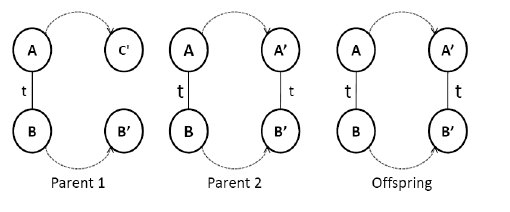 A C' A A' A A'
t t t t t
B B' B B' B B'
Parent 1 Parent 2 Offspring